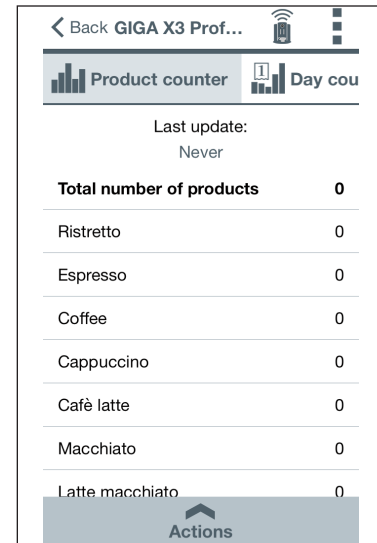 Back GIGA X3 Prof...
Product counter 1 Day cou
Last update:
Never
Total number of products 0
Ristretto 0
Espresso 0
Coffee 0
Cappuccino 0
Cafè latte 0
Macchiato 0
Latte macchiato 0
Actions